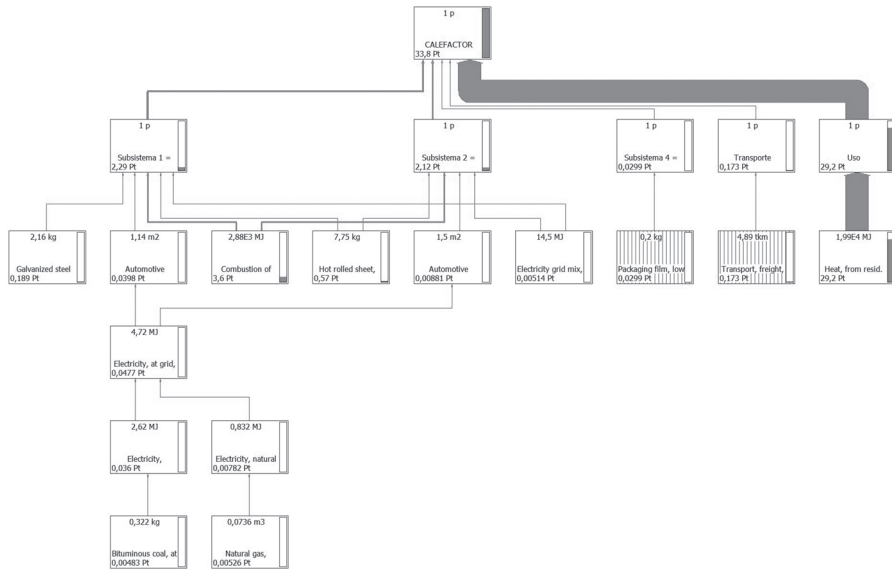 1 p
CALEFACTOR
33,8 Pt
1 p
Subsistema 1 =
2,29 Pt
1 p
Subsistema 2 =
2,12 Pt
1 p
Subsistema 4 =
0,0299 Pt
1 p
Transporte
0,173 Pt
1 p
Uso
29,2 Pt
2,16 kg
Galvanized steel
0,189 Pt
1,14 m2
Automotive
0,0398 Pt
2,88E3 MJ
Combustion of
3,6 Pt
7,75 kg
Hot rolled sheet,
0,57 Pt
1,5 m2
Automotive
0,00881 Pt
14,5 MJ
Electricity grid mix,
0,00514 Pt
0,2 kg
Packaging film, low
0,0299 Pt
4,89 tkm
Transport, freight,
0,173 Pt
1,99E4 MJ
Heat, from resid.
29,2 Pt
4,72 MJ
Electricity, at grid,
0,0477 Pt
2,62 MJ
Electricity,
0,036 Pt
0,832 MJ
Electricity, natural
0,00782 Pt
0,322 kg
Bituminous coal, at
0,00483 Pt
0,0736 m3
Natural gas,
0,00526 Pt